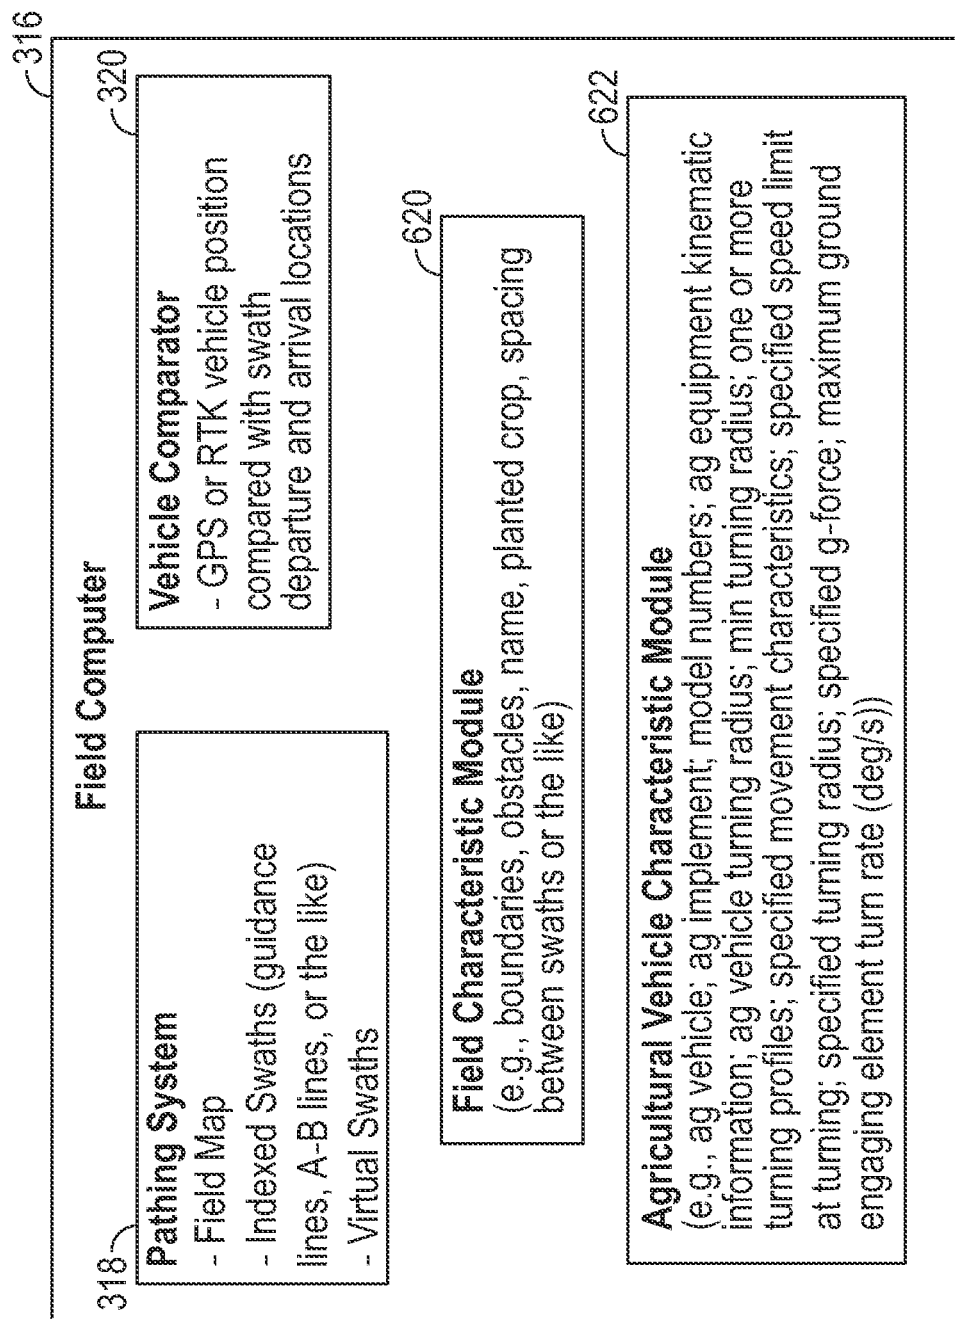 316
Field Computer
318
Pathing System
- Field Map
- Indexed Swaths (guidance
lines, A-B lines, or the like)
- Virtual Swaths
320
Vehicle Comparator
- GPS or RTK vehicle position
compared with swath
departure and arrival locations
620
Field Characteristic Module
(e.g., boundaries, obstacles, name, planted crop, spacing
between swaths or the like)
622
Agricultural Vehicle Characteristic Module
(e.g., ag vehicle; ag implement; model numbers; ag equipment kinematic
information; ag vehicle turning radius; min turning radius; one or more
turning profiles; specified movement characteristics; specified speed limit
at turning; specified turning radius; specified g-force; maximum ground
engaging element turn rate (deg/s))